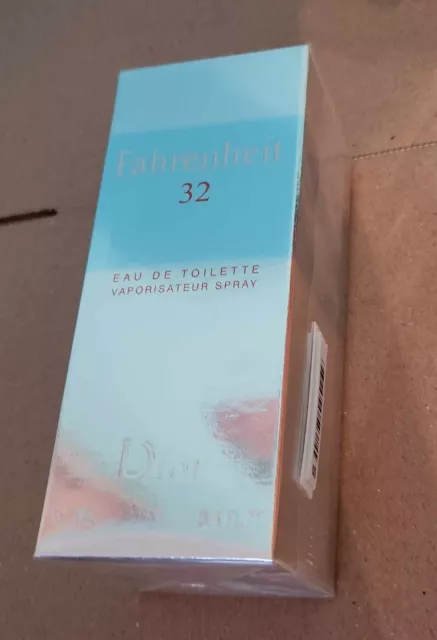 Fahrenheit
32
EAU DE TOILETTE
VAPORISATEUR SPRAY
Dior